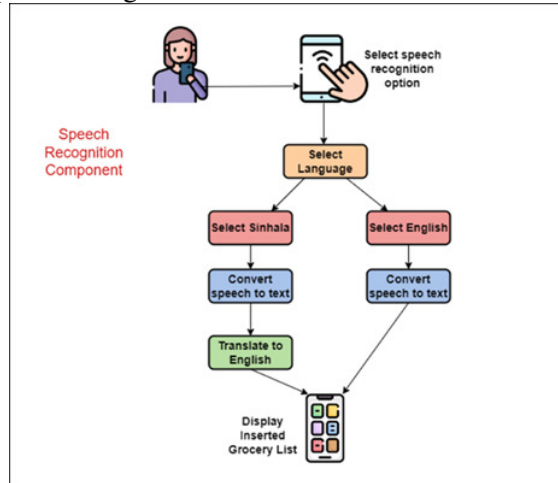 Select speech
recognition
option
Speech
Recognition
Component
Select
Language
Select Sinhala
Select English
Convert
speech to text
Convert
speech to text
Translate to
English
Display
Inserted
Grocery List